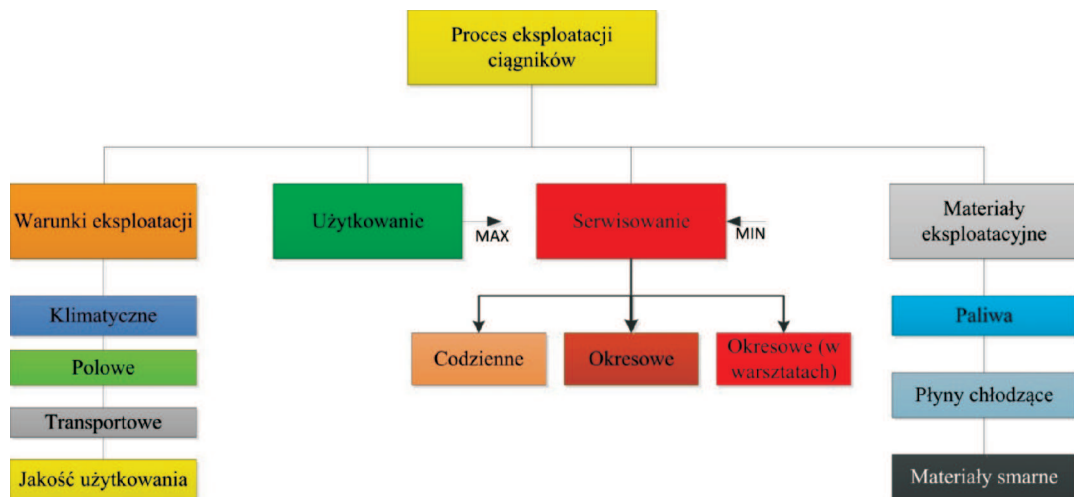 Proces eksploatacji
ciągników
Warunki eksploatacji
Użytkowanie
MAX
Serwisowanie
MIN
Materiały
eksploatacyjne
Klimatyczne
Polowe
Transportowe
Jakość użytkowania
Codzienne
Okresowe
Okresowe (w
warsztatach)
Paliwa
Płyny chłodzące
Materiały smarne